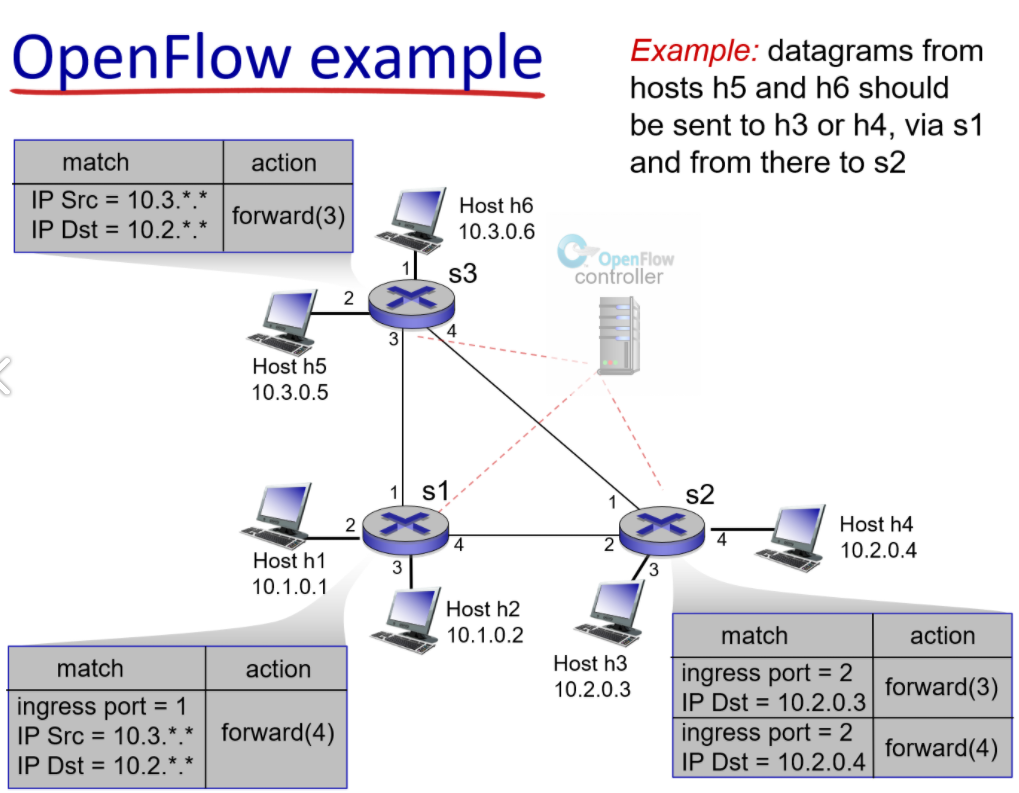 OpenFlow example
Example: datagrams from
hosts h5 and h6 should
be sent to h3 or h4, via s1
and from there to s2
match action
IP Src = 10.3.*.*
IP Dst = 10.2.*.*
forward(3)
Host h6
10.3.0.6
OpenFlow
controller
1
s3
2
3
4
Host h5
10.3.0.5
1
s1
2
4
3
Host h1
10.1.0.1
Host h2
10.1.0.2
1
s2
2
4
3
Host h4
10.2.0.4
Host h3
10.2.0.3
match action
ingress port = 1
IP Src = 10.3.*.*
IP Dst = 10.2.*.*
forward(4)
match action
ingress port = 2
IP Dst = 10.2.0.3
forward(3)
ingress port = 2
IP Dst = 10.2.0.4
forward(4)